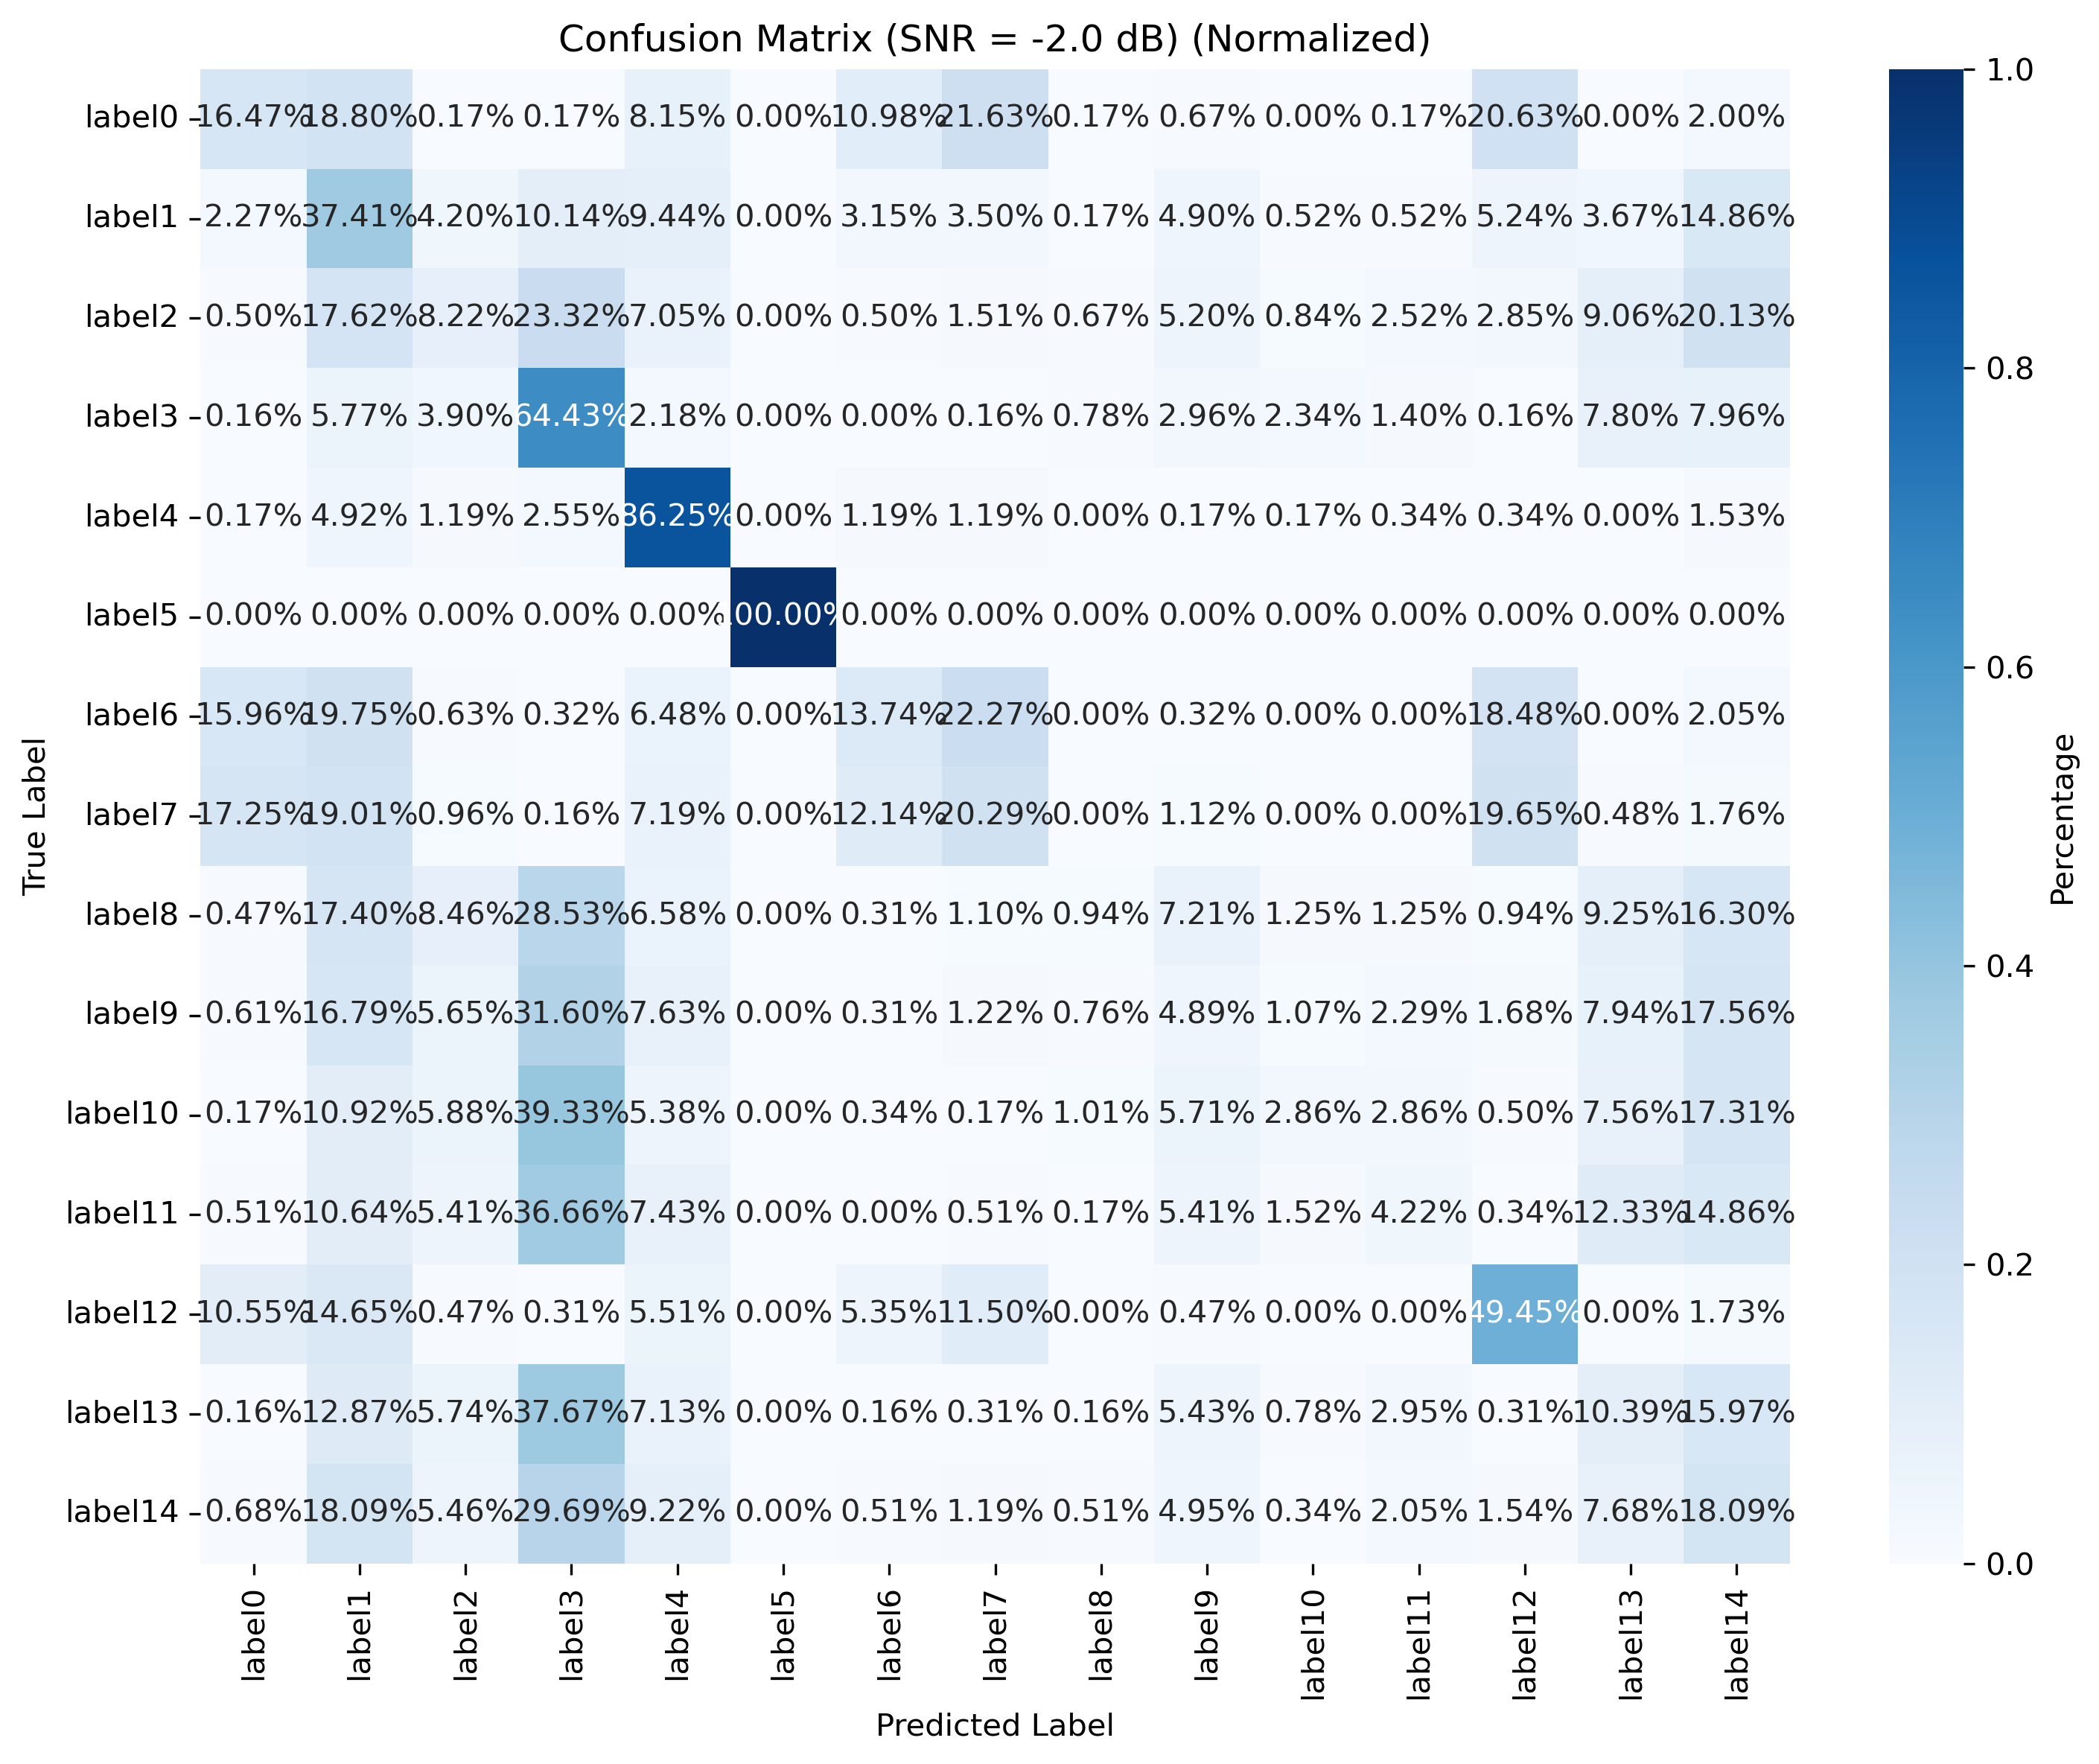 Confusion Matrix (SNR = -2.0 dB) (Normalized)
label0 16.47% 18.80% 0.17% 0.17% 8.15% 0.00% 10.98% 21.63% 0.17% 0.67% 0.00% 0.17% 20.63% 0.00% 2.00%
label1 2.27% 37.41% 4.20% 10.14% 9.44% 0.00% 3.15% 3.50% 0.17% 4.90% 0.52% 0.52% 5.24% 3.67% 14.86%
label2 0.50% 17.62% 8.22% 23.32% 7.05% 0.00% 0.50% 1.51% 0.67% 5.20% 0.84% 2.52% 2.85% 9.06% 20.13%
label3 0.16% 5.77% 3.90% 64.43% 2.18% 0.00% 0.00% 0.16% 0.78% 2.96% 2.34% 1.40% 0.16% 7.80% 7.96%
label4 0.17% 4.92% 1.19% 2.55% 86.25% 0.00% 1.19% 1.19% 0.00% 0.17% 0.17% 0.34% 0.34% 0.00% 1.53%
label5 0.00% 0.00% 0.00% 0.00% 0.00% 100.00% 0.00% 0.00% 0.00% 0.00% 0.00% 0.00% 0.00% 0.00% 0.00%
label6 15.96% 19.75% 0.63% 0.32% 6.48% 0.00% 13.74% 22.27% 0.00% 0.32% 0.00% 0.00% 18.48% 0.00% 2.05%
label7 17.25% 19.01% 0.96% 0.16% 7.19% 0.00% 12.14% 20.29% 0.00% 1.12% 0.00% 0.00% 19.65% 0.48% 1.76%
label8 0.47% 17.40% 8.46% 28.53% 6.58% 0.00% 0.31% 1.10% 0.94% 7.21% 1.25% 1.25% 0.94% 9.25% 16.30%
label9 0.61% 16.79% 5.65% 31.60% 7.63% 0.00% 0.31% 1.22% 0.76% 4.89% 1.07% 2.29% 1.68% 7.94% 17.56%
label10 0.17% 10.92% 5.88% 39.33% 5.38% 0.00% 0.34% 0.17% 1.01% 5.71% 2.86% 2.86% 0.50% 7.56% 17.31%
label11 0.51% 10.64% 5.41% 36.66% 7.43% 0.00% 0.00% 0.51% 0.17% 5.41% 1.52% 4.22% 0.34% 12.33% 14.86%
label12 10.55% 14.65% 0.47% 0.31% 5.51% 0.00% 5.35% 11.50% 0.00% 0.47% 0.00% 0.00% 49.45% 0.00% 1.73%
label13 0.16% 12.87% 5.74% 37.67% 7.13% 0.00% 0.16% 0.31% 0.16% 5.43% 0.78% 2.95% 0.31% 10.39% 15.97%
label14 0.68% 18.09% 5.46% 29.69% 9.22% 0.00% 0.51% 1.19% 0.51% 4.95% 0.34% 2.05% 1.54% 7.68% 18.09%
label0 label1 label2 label3 label4 label5 label6 label7 label8 label9 label10 label11 label12 label13 label14
Predicted Label
True Label
1.0
0.8
0.6
0.4
0.2
0.0
Percentage